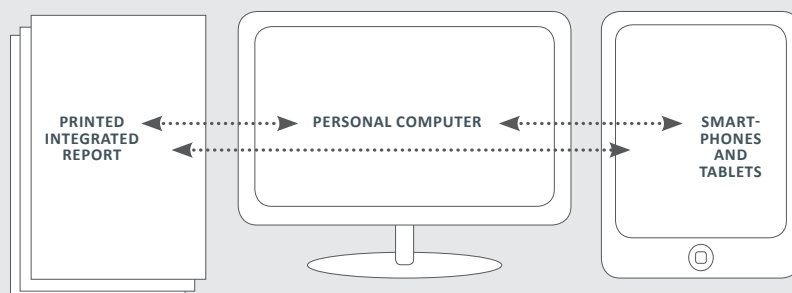 PRINTED
INTEGRATED
REPORT
PERSONAL COMPUTER
SMART-
PHONES
AND
TABLETS